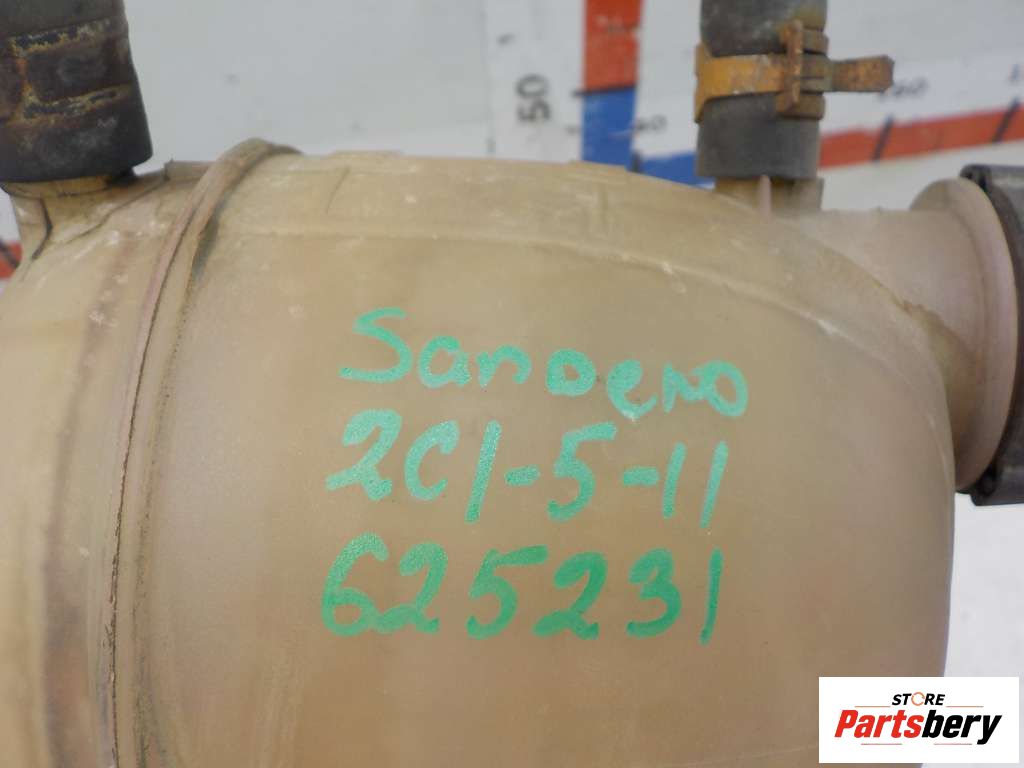 50
Sandero
2C1-5-11
625231
STORE
Partsbery